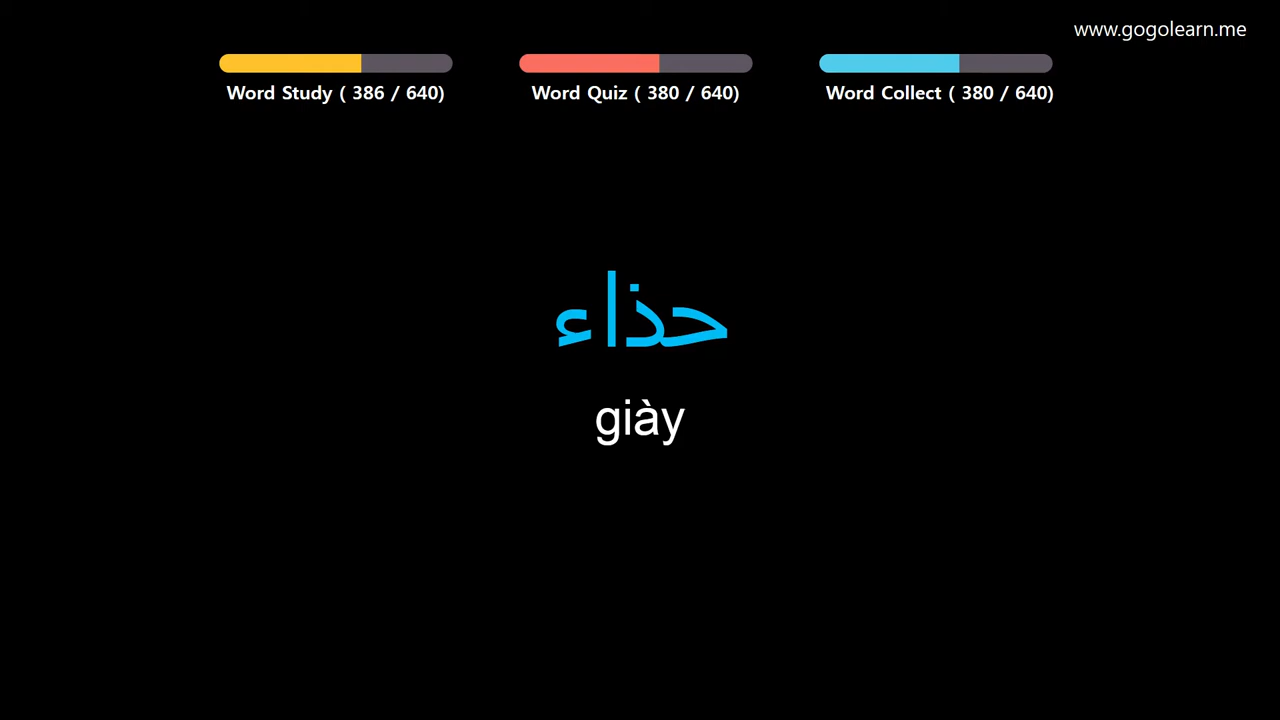 www.gogolearn.me
Word Study ( 386 / 640)
Word Quiz ( 380 / 640)
Word Collect ( 380 / 640)
حذاء
giày